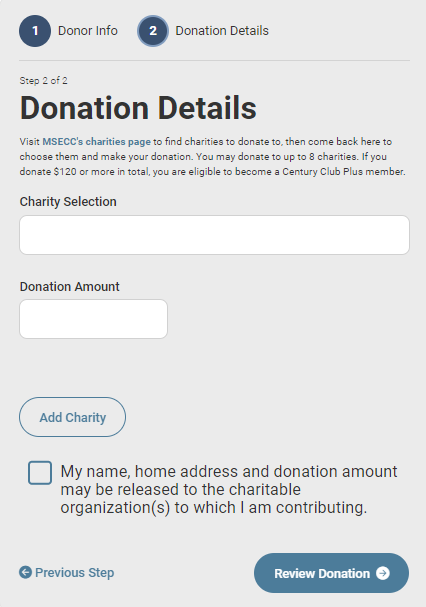 1 Donor Info 2 Donation Details
Step 2 of 2
Donation Details
Visit MSECC's charities page to find charities to donate to, then come back here to
choose them and make your donation. You may donate to up to 8 charities. If you
donate $120 or more in total, you are eligible to become a Century Club Plus member.
Charity Selection
Donation Amount
Add Charity
My name, home address and donation amount
may be released to the charitable
organization(s) to which I am contributing.
Previous Step Review Donation